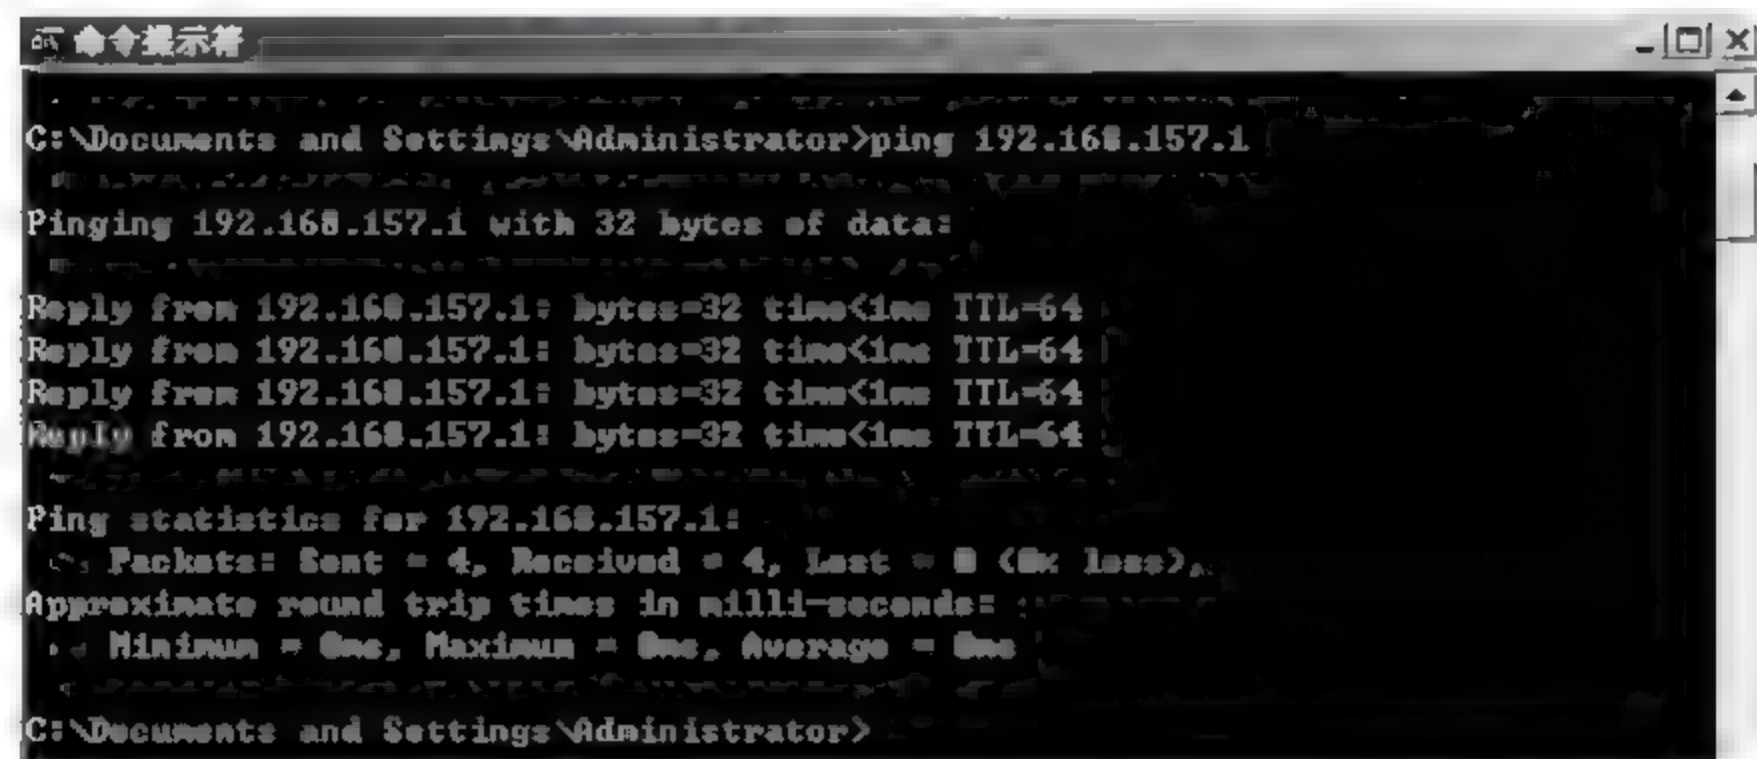 命令提示符
C:\Documents and Settings\Administrator>ping 192.168.157.1
Pinging 192.168.157.1 with 32 bytes of data:
Reply from 192.168.157.1: bytes=32 time<1ms TTL=64
Reply from 192.168.157.1: bytes=32 time<1ms TTL=64
Reply from 192.168.157.1: bytes=32 time<1ms TTL=64
Reply from 192.168.157.1: bytes=32 time<1ms TTL=64
Ping statistics for 192.168.157.1:
Packets: Sent = 4, Received = 4, Lost = 0 (0% loss),
Approximate round trip times in milli-seconds:
Minimum = 0ms, Maximum = 0ms, Average = 0ms
C:\Documents and Settings\Administrator>